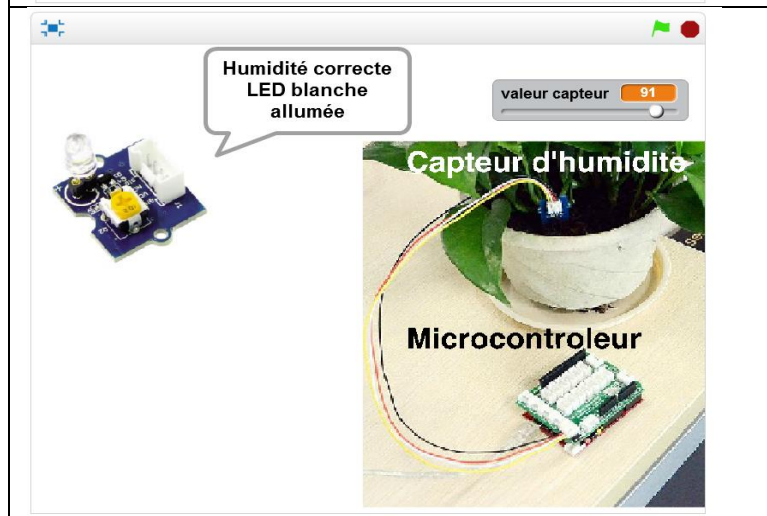 Humidité correcte
LED blanche
allumée
valeur capteur 91
Capteur d'humidite
Microcontroleur